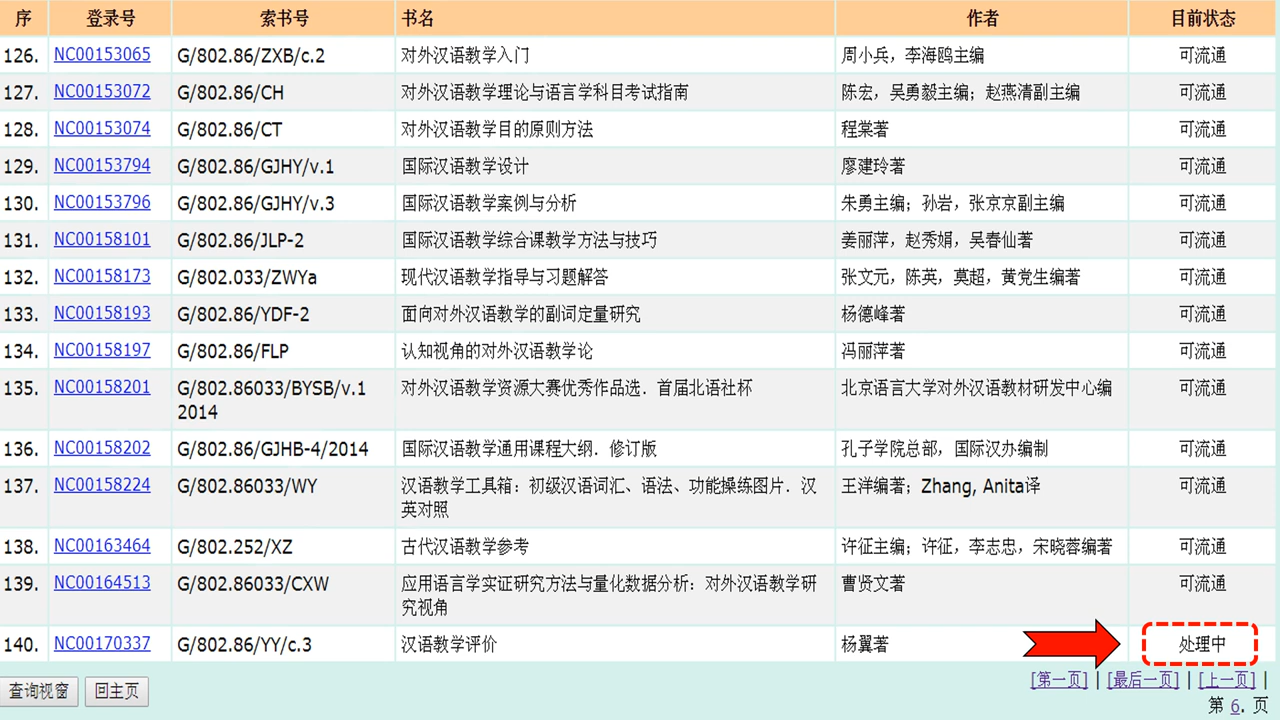 序 登录号 索书号 书名 作者 目前状态
126. NC00153065 G/802.86/ZXB/c.2 对外汉语教学入门 周小兵，李海鸥主编 可流通
127. NC00153072 G/802.86/CH 对外汉语教学理论与语言学科目考试指南 陈宏，吴勇毅主编；赵燕清副主编 可流通
128. NC00153074 G/802.86/CT 对外汉语教学目的原则方法 程棠著 可流通
129. NC00153794 G/802.86/GJHY/v.1 国际汉语教学设计 廖建玲著 可流通
130. NC00153796 G/802.86/GJHY/v.3 国际汉语教学案例与分析 朱勇主编；孙岩，张京京副主编 可流通
131. NC00158101 G/802.86/JLP-2 国际汉语教学综合课教学方法与技巧 姜丽萍，赵秀娟，吴春仙著 可流通
132. NC00158173 G/802.033/ZWYa 现代汉语教学指导与习题解答 张文元，陈英，莫超，黄党生编著 可流通
133. NC00158193 G/802.86/YDF-2 面向对外汉语教学的副词定量研究 杨德峰著 可流通
134. NC00158197 G/802.86/FLP 认知视角的对外汉语教学论 冯丽萍著 可流通
135. NC00158201 G/802.86033/BYSB/v.1 对外汉语教学资源大赛优秀作品选．首届北语社杯 北京语言大学对外汉语教材研发中心编 可流通
2014
136. NC00158202 G/802.86/GJHB-4/2014 国际汉语教学通用课程大纲．修订版 孔子学院总部，国际汉办编制 可流通
137. NC00158224 G/802.86033/WY 汉语教学工具箱：初级汉语词汇、语法、功能操练图片．汉 王洋编著；Zhang, Anita译 可流通
英对照
138. NC00163464 G/802.252/XZ 古代汉语教学参考 许征主编；许征，李志忠，宋晓蓉编著 可流通
139. NC00164513 G/802.86033/CXW 应用语言学实证研究方法与量化数据分析：对外汉语教学研 曹贤文著 可流通
究视角
140. NC00170337 G/802.86/YY/c.3 汉语教学评价 杨翼著 处理中
查询视窗 回主页 [第一页] | [最后一页] | [上一页] |
第 6. 页